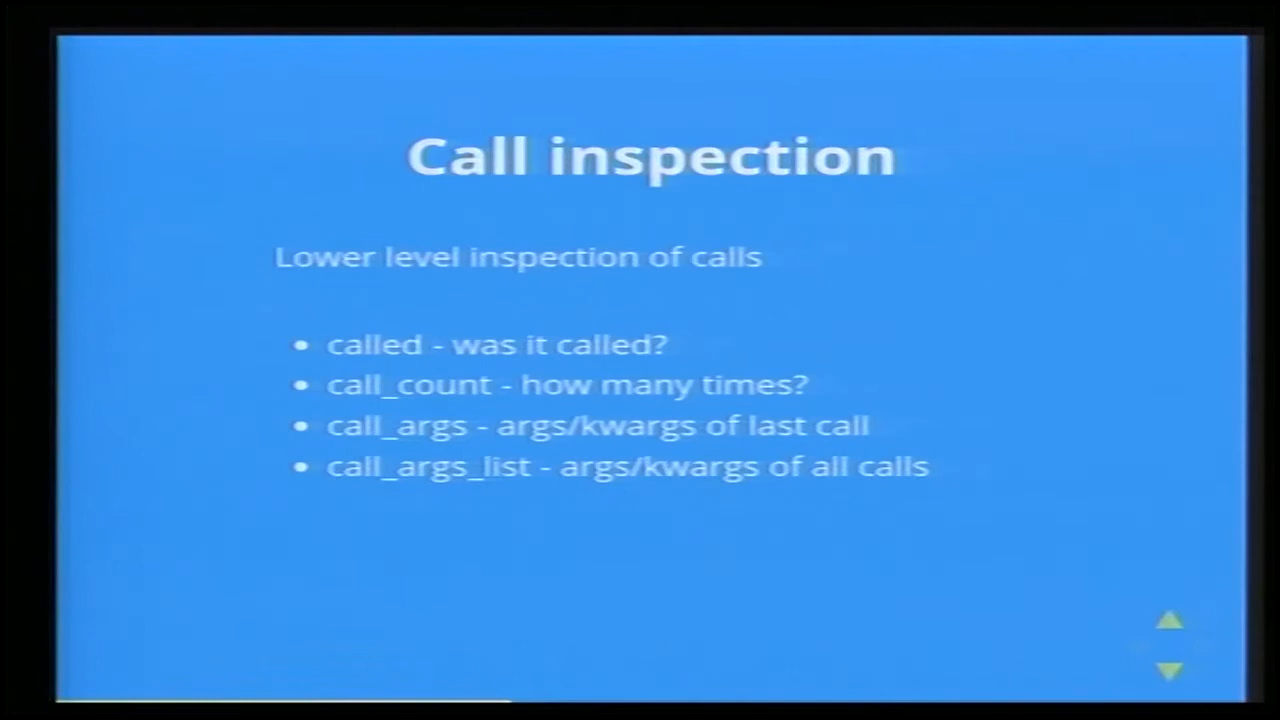 Call inspection
Lower level inspection of calls
• called - was it called?
• call_count - how many times?
• call_args - args/kwargs of last call
• call_args_list - args/kwargs of all calls